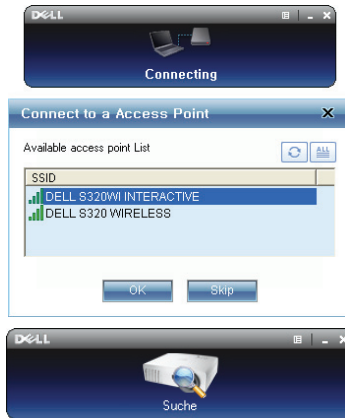 DELL
Connecting
Connect to a Access Point
Available access point List
ALL
SSID
DELL S320WI INTERACTIVE
DELL S320 WIRELESS
OK Skip
DELL
Suche